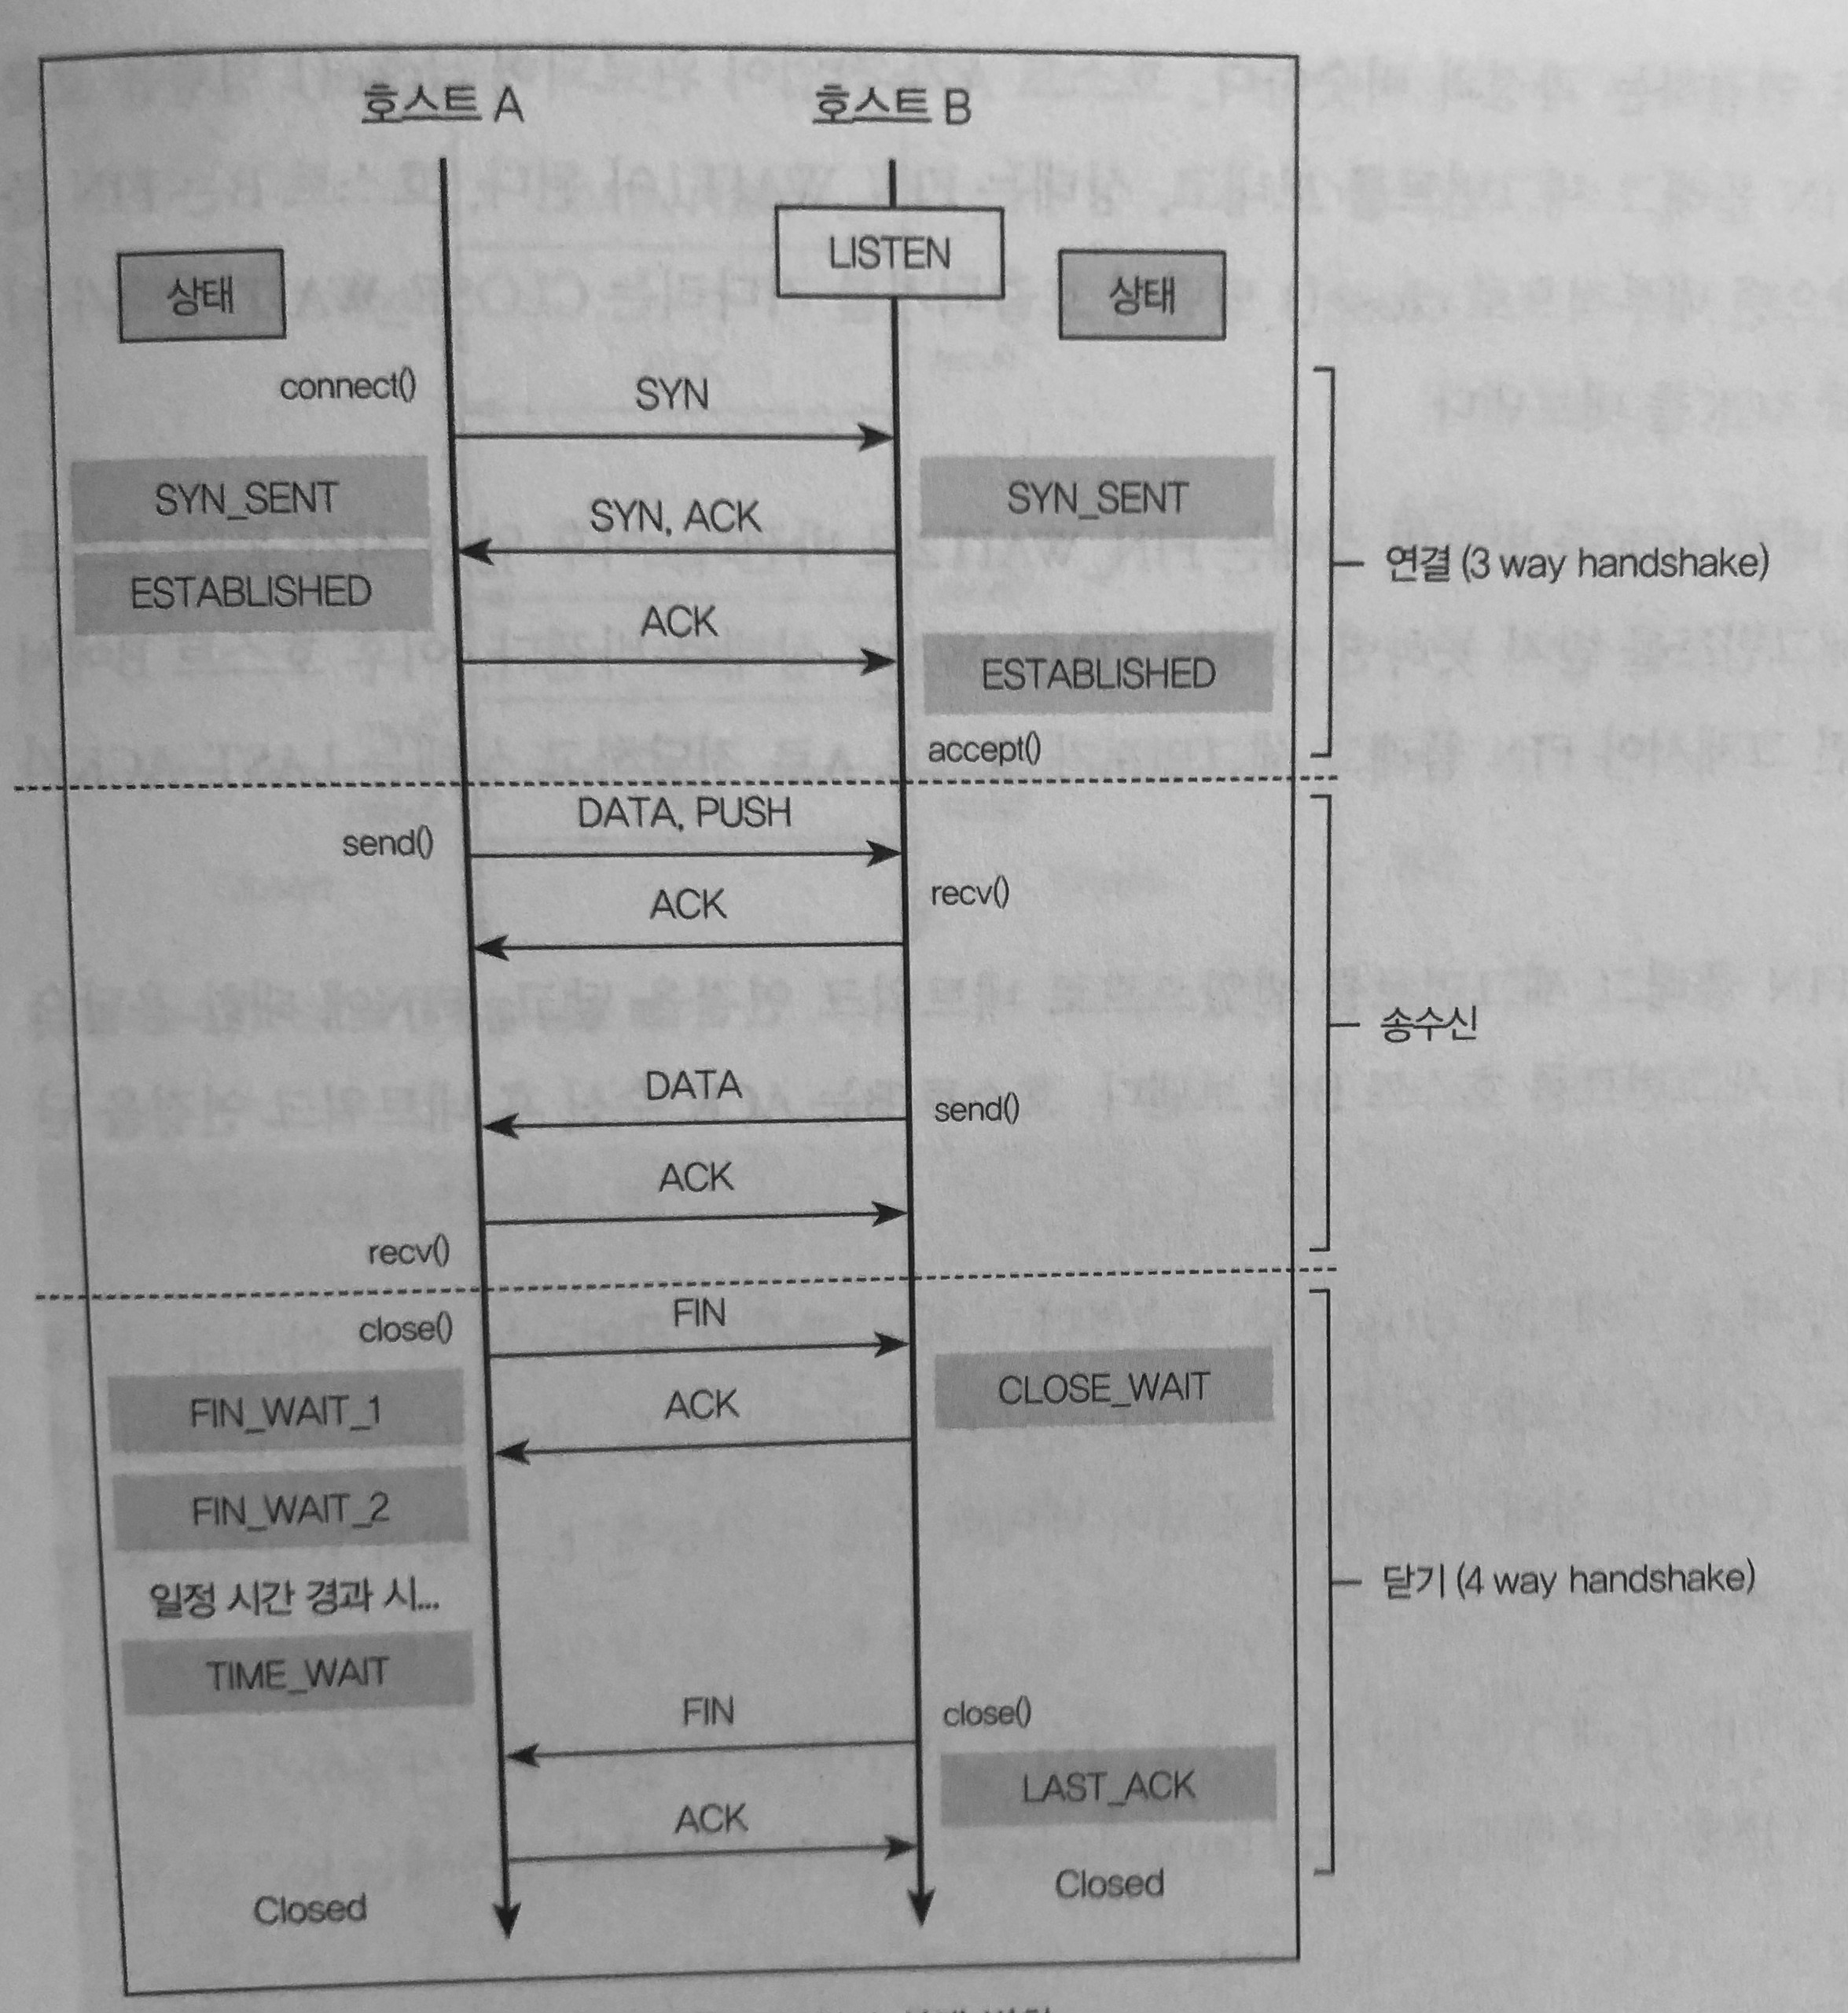 호스트 A
호스트 B
LISTEN
상태
상태
connect()
SYN
SYN_SENT
SYN, ACK
SYN_SENT
ESTABLISHED
연결 (3 way handshake)
ACK
ESTABLISHED
accept()
DATA, PUSH
send()
ACK
recv()
송수신
DATA
send()
ACK
recv()
close()
FIN
FIN_WAIT_1
ACK
CLOSE_WAIT
FIN_WAIT_2
닫기 (4 way handshake)
일정 시간 경과 시...
TIME_WAIT
FIN
close()
LAST_ACK
ACK
Closed
Closed